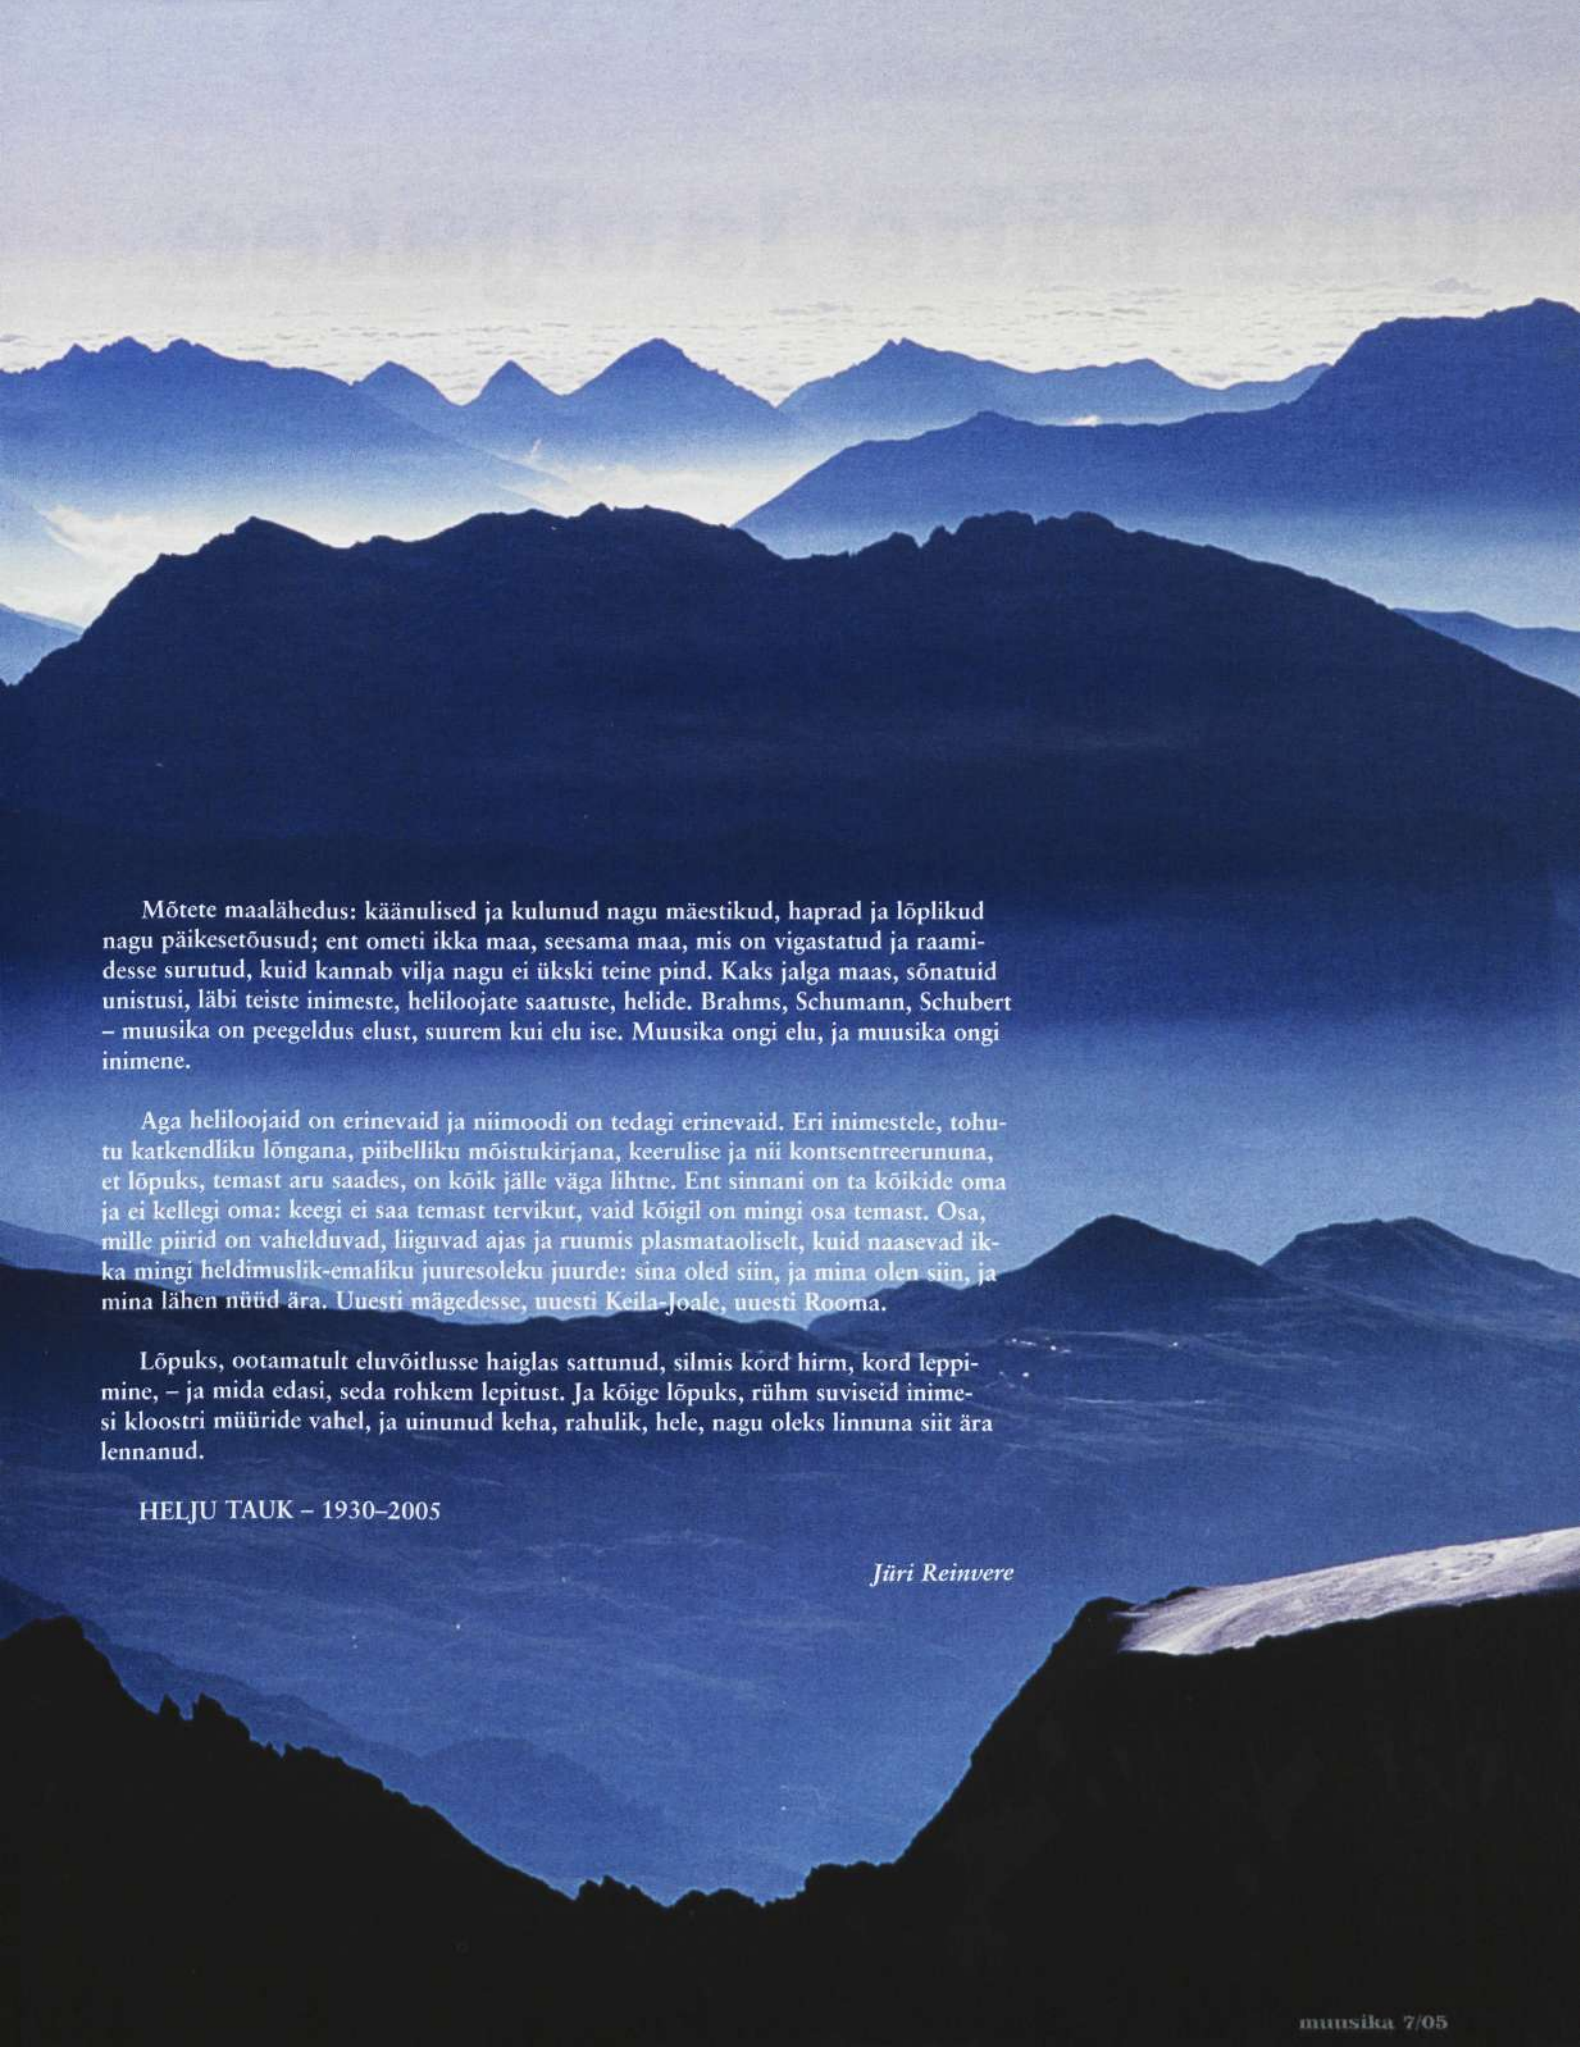 Mõtete maalähedus: käänulised ja kulunud nagu mäestikud, haprad ja lõplikud
nagu päikesetõusud; ent ometi ikka maa, seesama maa, mis on vigastatud ja raami-
desse surutud, kuid kannab vilja nagu ei ükski teine pind. Kaks jalga maas, sõnatuid
unistusi, läbi teiste inimeste, heliloojate saatuste, helide. Brahms, Schumann, Schubert
– muusika on peegeldus elust, suurem kui elu ise. Muusika ongi elu, ja muusika ongi
inimene.
Aga heliloojaid on erinevaid ja niimoodi on tedagi erinevaid. Eri inimestele, tohu-
tu katkendliku lõngana, piibelliku mõistukirjana, keerulise ja nii kontsentreerununa,
et lõpuks, temast aru saades, on kõik jälle väga lihtne. Ent sinnani on ta kõikide oma
ja ei kellegi oma: keegi ei saa temast tervikut, vaid kõigil on mingi osa temast. Osa,
mille piirid on vahelduvad, liiguvad ajas ja ruumis plasmataoliselt, kuid naasevad ik-
ka mingi heldimuslik-emaliku juuresoleku juurde: sina oled siin, ja mina olen siin, ja
mina lähen nüüd ära. Uuesti mägedesse, uuesti Keila-Joale, uuesti Rooma.
Lõpuks, ootamatult eluvõitlusse haiglas sattunud, silmis kord hirm, kord leppi-
mine, – ja mida edasi, seda rohkem lepitust. Ja kõige lõpuks, rühm suviseid inime-
si kloostri müüride vahel, ja uinunud keha, rahulik, hele, nagu oleks linnuna siit ära
lennanud.
HELJU TAUK – 1930–2005
Jüri Reinvere
muusika 7/05